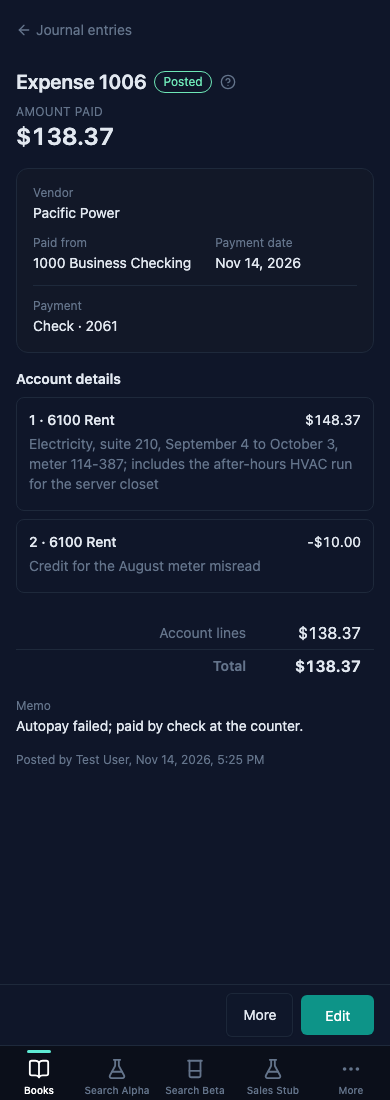 Journal entries
Expense 1006 Posted
AMOUNT PAID
$138.37
Vendor
Pacific Power
Paid from Payment date
1000 Business Checking Nov 14, 2026
Payment
Check · 2061
Account details
1 · 6100 Rent $148.37
Electricity, suite 210, September 4 to October 3,
meter 114-387; includes the after-hours HVAC run
for the server closet
2 · 6100 Rent -$10.00
Credit for the August meter misread
Account lines $138.37
Total $138.37
Memo
Autopay failed; paid by check at the counter.
Posted by Test User, Nov 14, 2026, 5:25 PM
More Edit
Books Search Alpha Search Beta Sales Stub More